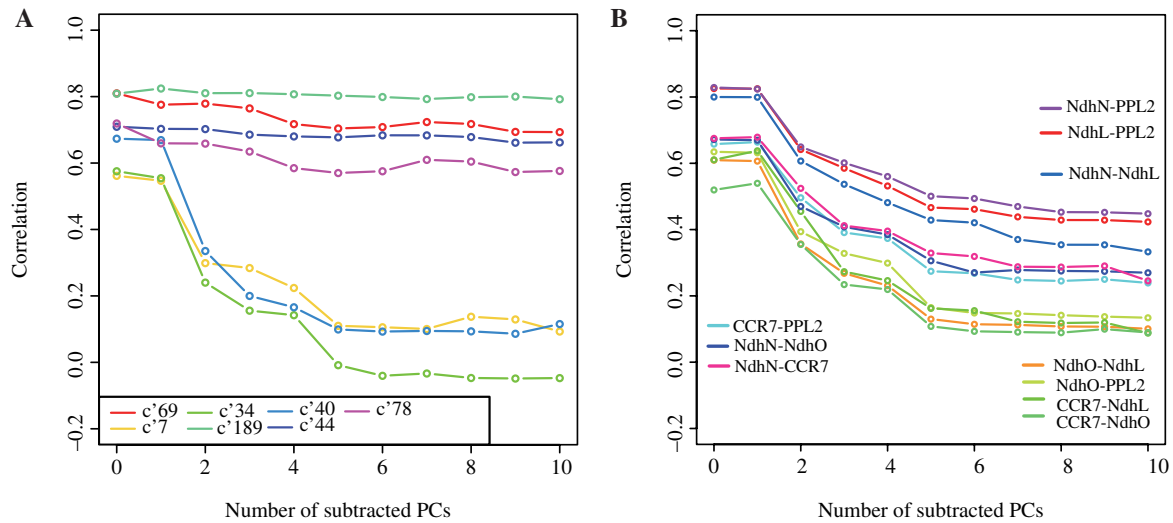 A
1.0
0.8
0.6
0.4
0.2
0.0
−0.2
Correlation
c’69
c’34
c’40
c’78
c’7
c’189
c’44
0
2
4
6
8
10
Number of subtracted PCs
B
1.0
0.8
0.6
0.4
0.2
0.0
−0.2
Correlation
NdhN-PPL2
NdhL-PPL2
NdhN-NdhL
CCR7-PPL2
NdhN-NdhO
NdhN-CCR7
NdhO-NdhL
NdhO-PPL2
CCR7-NdhL
CCR7-NdhO
0
2
4
6
8
10
Number of subtracted PCs